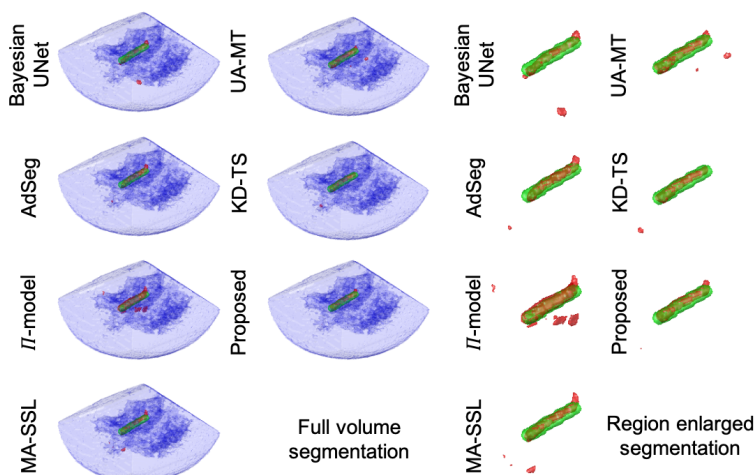 Bayesian
UNet
UA-MT
Bayesian
UNet
UA-MT
AdSeg
KD-TS
AdSeg
KD-TS
Π-model
Proposed
Π-model
Proposed
MA-SSL
Full volume
segmentation
MA-SSL
Region enlarged
segmentation